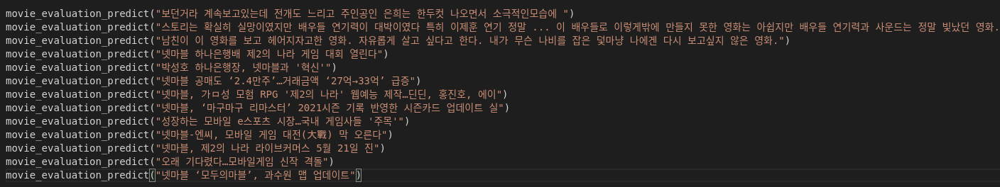 movie_evaluation_predict("보던거라 계속보고있는데 전개도 느리고 주인공인 은희는 한두컷 나오면서 소극적인모습에 ")
movie_evaluation_predict("스토리는 확실히 실망이였지만 배우들 연기력이 대박이였다 특히 이제훈 연기 정말 ... 이 배우들로 이렇게밖에 만들지 못한 영화는 아쉽지만 배우들 연기력과 사운드는 정말 빛났던 영화.
movie_evaluation_predict("남친이 이 영화를 보고 헤어지자고한 영화. 자유롭게 살고 싶다고 한다. 내가 무슨 나비를 잡은 덫마냥 나에겐 다시 보고싶지 않은 영화.")
movie_evaluation_predict("넷마블 하나은행배 제2의 나라 게임 대회 열린다")
movie_evaluation_predict("박성호 하나은행장, 넷마블과 '혁신'")
movie_evaluation_predict("넷마블 공매도 ‘2.4만주’…거래금액 ‘27억→33억’ 급증")
movie_evaluation_predict("넷마블, 가ㅁ성 모험 RPG '제2의 나라' 웹예능 제작…딘딘, 홍진호, 에이")
movie_evaluation_predict("넷마블, ‘마구마구 리마스터’ 2021시즌 기록 반영한 시즌카드 업데이트 실")
movie_evaluation_predict("성장하는 모바일 e스포츠 시장…국내 게임사들 '주목'")
movie_evaluation_predict("넷마블-엔씨, 모바일 게임 대전(大戰) 막 오른다")
movie_evaluation_predict("넷마블, 제2의 나라 라이브커머스 5월 21일 진")
movie_evaluation_predict("오래 기다렸다…모바일게임 신작 격돌")
movie_evaluation_predict("넷마블 ‘모두의마블’, 과수원 맵 업데이트")